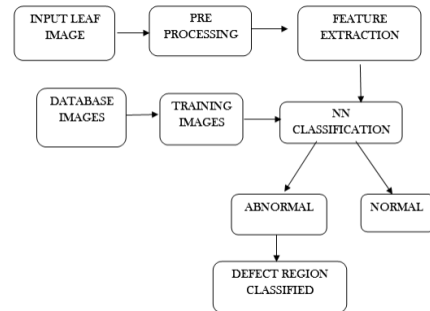 INPUT LEAF
IMAGE
PRE
PROCESSING
FEATURE
EXTRACTION
DATABASE
IMAGES
TRAINING
IMAGES
NN
CLASSIFICATION
ABNORMAL
NORMAL
DEFECT REGION
CLASSIFIED